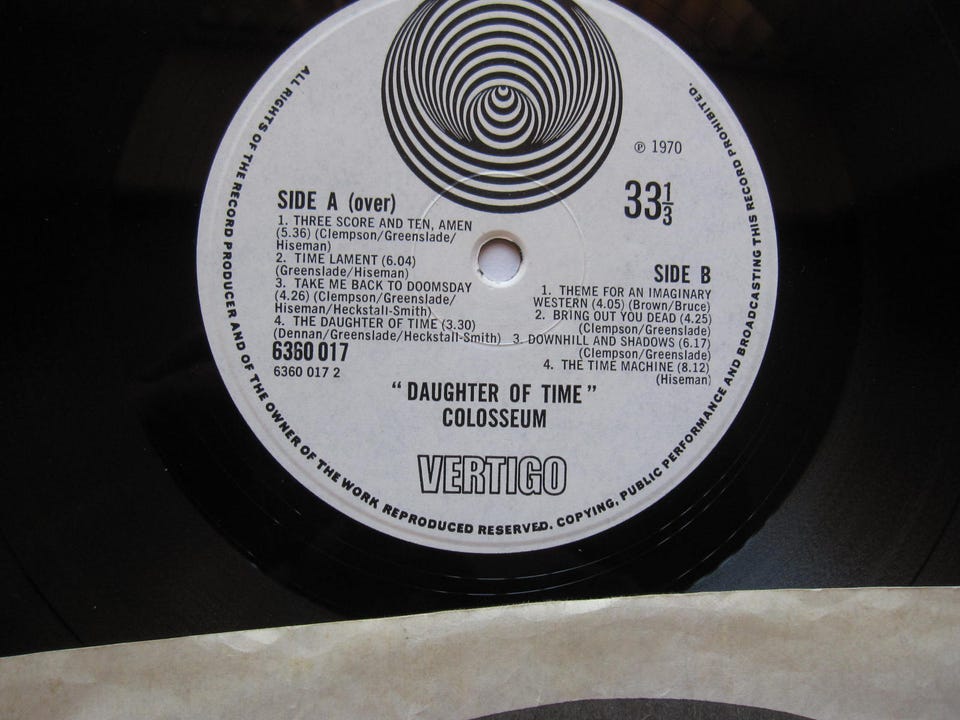 ALL RIGHTS OF THE RECORD PRODUCER AND OF THE OWNER OF THE WORK REPRODUCED RESERVED. COPYING, PUBLIC PERFORMANCE AND BROADCASTING THIS RECORD PROHIBITED.
℗ 1970
33⅓
SIDE A (over)
1. THREE SCORE AND TEN, AMEN
(5.36) (Clempson/Greenslade/
Hiseman)
2. TIME LAMENT (6.04)
(Greenslade/Hiseman)
3. TAKE ME BACK TO DOOMSDAY
(4.26) (Clempson/Greenslade/
Hiseman/Heckstall-Smith)
4. THE DAUGHTER OF TIME (3.30)
(Dennan/Greenslade/Heckstall-Smith)
6360 017
6360 017 2
SIDE B
1. THEME FOR AN IMAGINARY
WESTERN (4.05) (Brown/Bruce)
2. BRING OUT YOU DEAD (4.25)
(Clempson/Greenslade)
3. DOWNHILL AND SHADOWS (6.17)
(Clempson/Greenslade)
4. THE TIME MACHINE (8.12)
(Hiseman)
"DAUGHTER OF TIME"
COLOSSEUM
VERTIGO